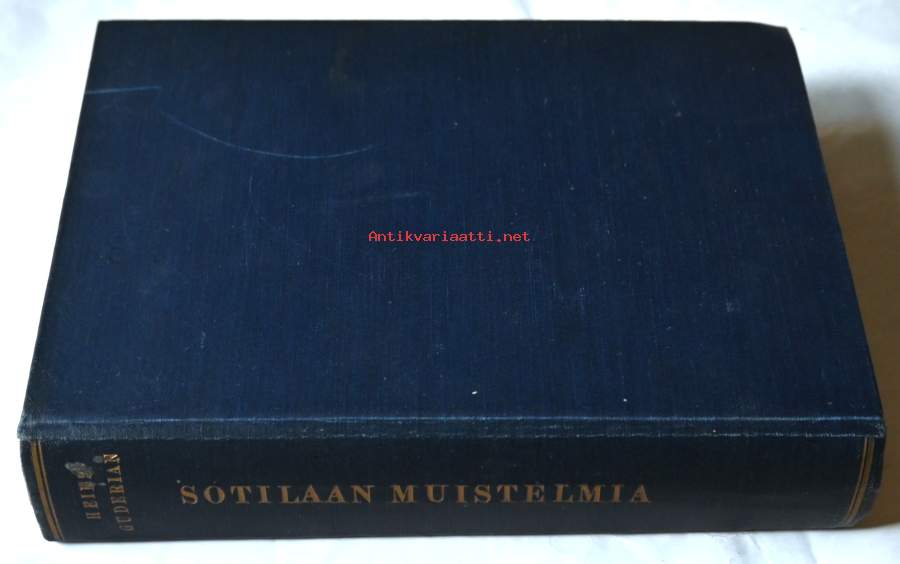 Antikvariaatti.net
HEINZ
GUDERIAN
SOTILAAN MUISTELMIA